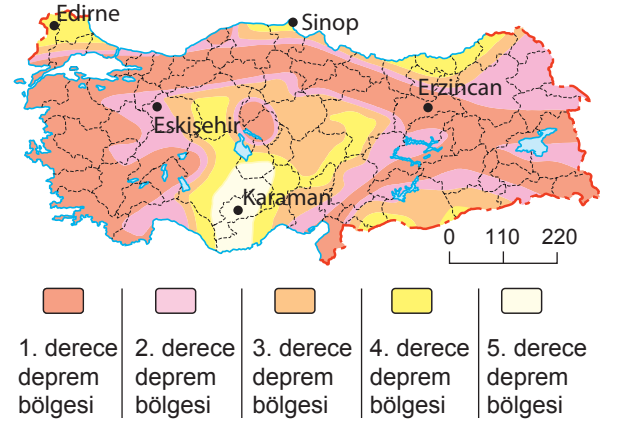 Edirne
Sinop
Erzincan
Eskişehir
Karaman
0 110 220
1. derece deprem bölgesi
2. derece deprem bölgesi
3. derece deprem bölgesi
4. derece deprem bölgesi
5. derece deprem bölgesi